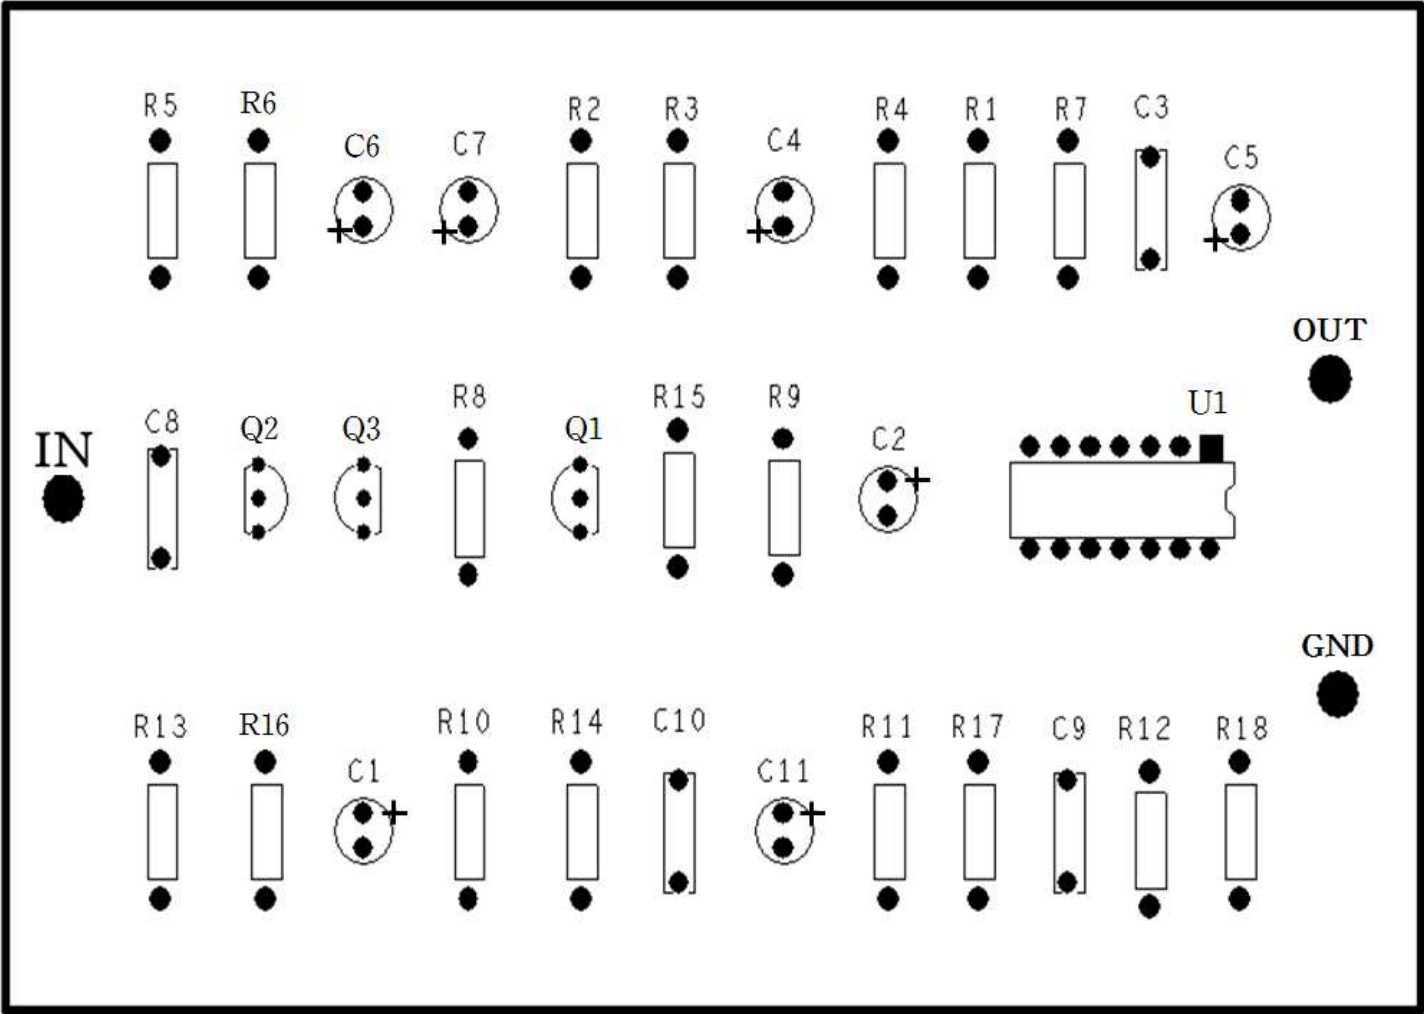 R5 R6 C6 C7 R2 R3 C4 R4 R1 R7 C3 C5
OUT
IN C8 Q2 Q3 R8 Q1 R15 R9 C2 U1
GND
R13 R16 C1 R10 R14 C10 C11 R11 R17 C9 R12 R18